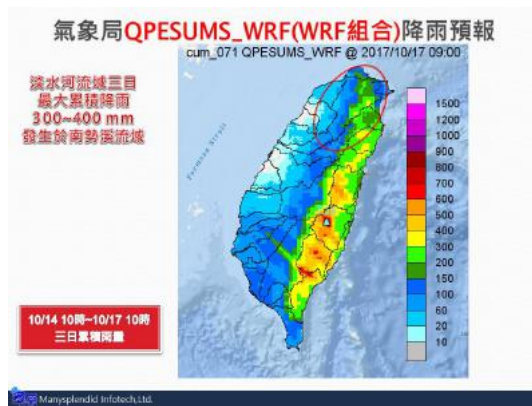 氣象局QPESUMS_WRF(WRF組合)降雨預報
cum_071 QPESUMS_WRF @ 2017/10/17 09:00
淡水河流域三日
最大累積降雨
300~400 mm
發生於南勢溪流域
Formosa Strait
1500
1200
1000
900
800
700
600
500
400
300
200
150
100
60
20
10
10/14 10時~10/17 10時
三日累積雨量
Manysplendid Infotech,Ltd.